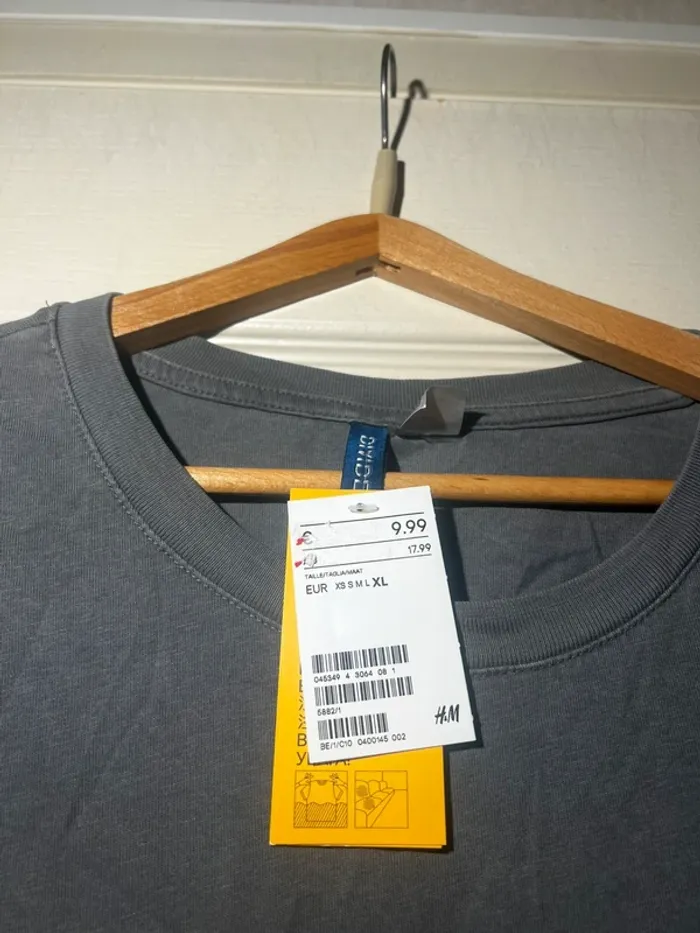 9.99
17.99
TAILLE/TAGLIA/MAAT
EUR XS S M L XL
045349 4 3064 08 1
5882/1
H&M
BE/1/C10 0400145 002